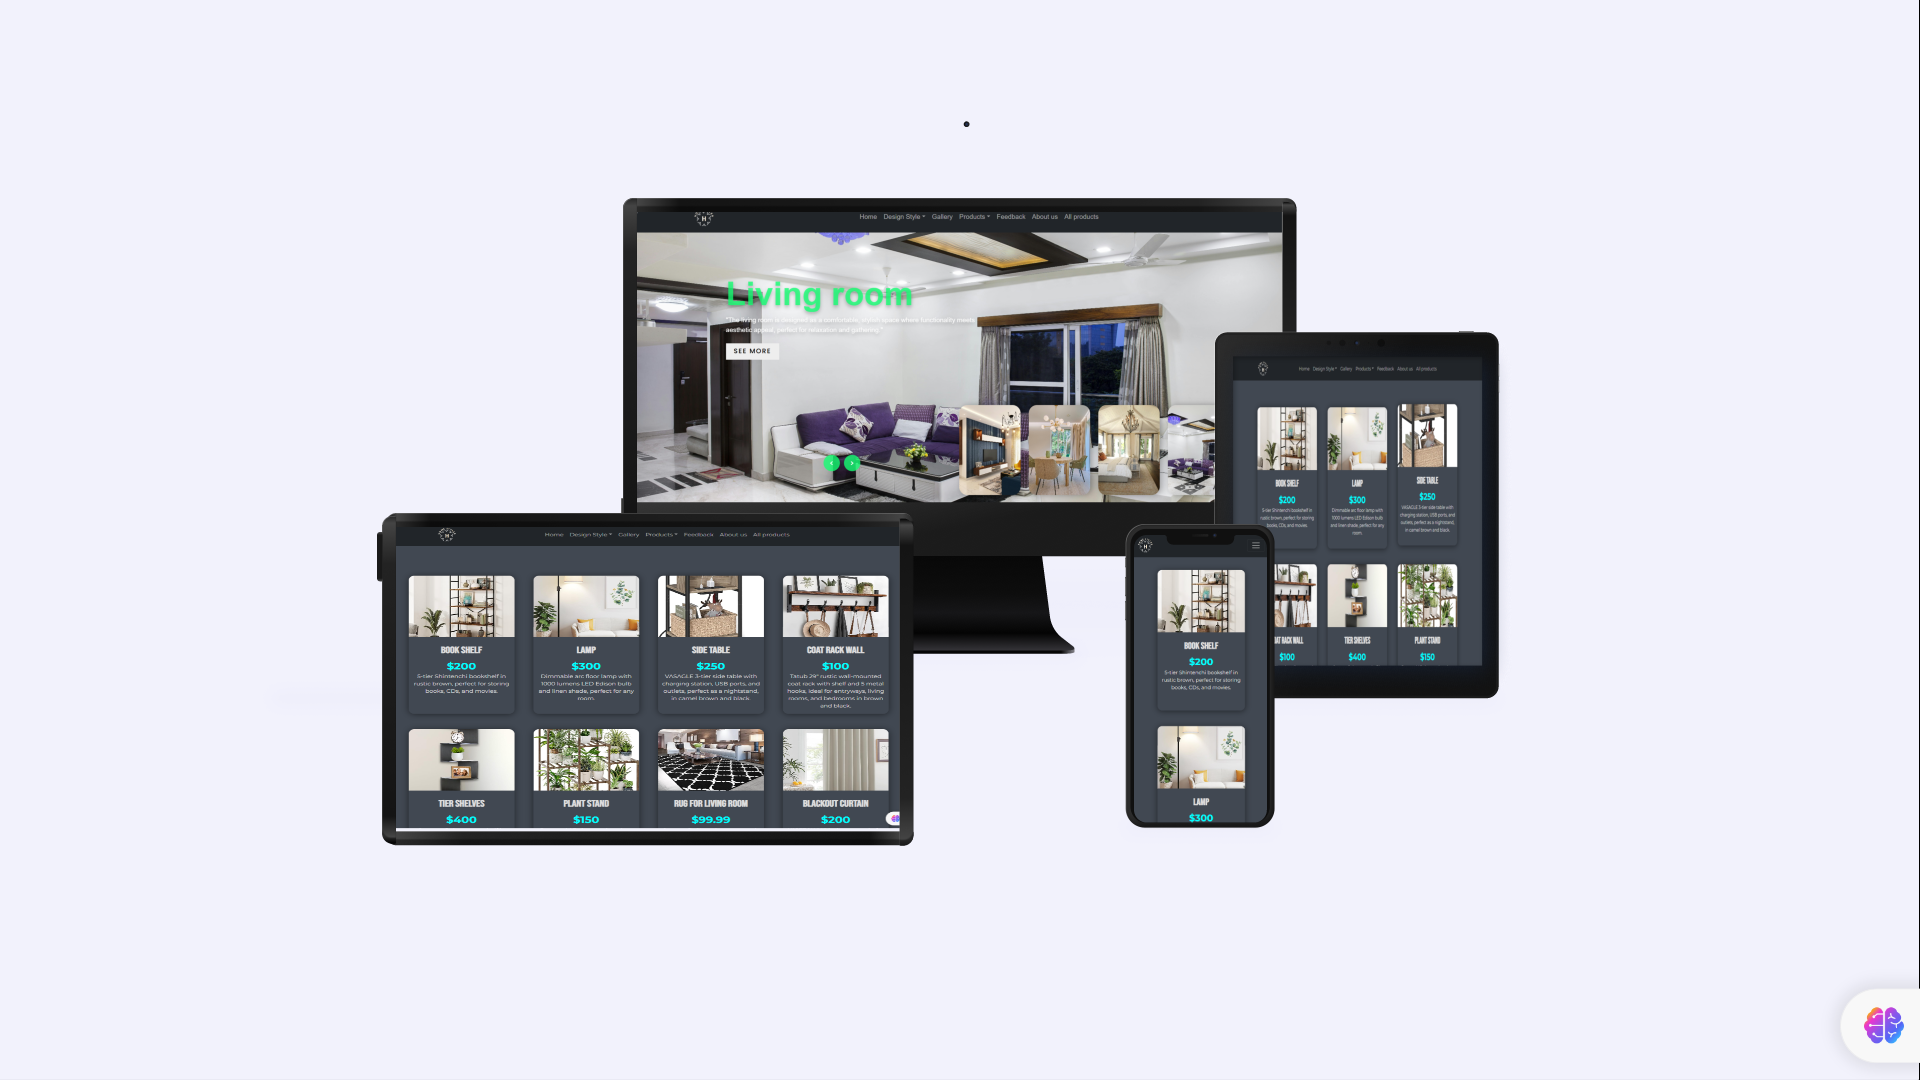 H
Home Design Style Gallery Products Feedback About us All products
Living room
"The living room is designed as a comfortable, stylish space where functionality meets
aesthetic appeal, perfect for relaxation and gathering."
SEE MORE
H
Home Design Style Gallery Products Feedback About us All products
BOOK SHELF
$200
5-tier Shintenchi bookshelf in
rustic brown, perfect for storing
books, CDs, and movies.
LAMP
$300
Dimmable arc floor lamp with
1000 lumens LED Edison bulb
and linen shade, perfect for any
room.
SIDE TABLE
$250
VASAGLE 3-tier side table with
charging station, USB ports, and
outlets, perfect as a nightstand,
in camel brown and black.
COAT RACK WALL
$100
Tatub 29" rustic wall-mounted
coat rack with shelf and 5 metal
hooks, ideal for entryways, living
rooms, and bedrooms in brown
and black.
TIER SHELVES
$400
PLANT STAND
$150
RUG FOR LIVING ROOM
$99.99
BLACKOUT CURTAIN
$200
H
BOOK SHELF
$200
5-tier Shintenchi bookshelf in
rustic brown, perfect for storing
books, CDs, and movies.
LAMP
$300
Home Design Style Gallery Products Feedback About us All products
BOOK SHELF
$200
5-tier Shintenchi bookshelf in
rustic brown, perfect for storing
books, CDs, and movies.
LAMP
$300
Dimmable arc floor lamp with
1000 lumens LED Edison bulb
and linen shade, perfect for any
room.
SIDE TABLE
$250
VASAGLE 3-tier side table with
charging station, USB ports, and
outlets, perfect as a nightstand,
in camel brown and black.
AT RACK WALL
$100
TIER SHELVES
$400
PLANT STAND
$150